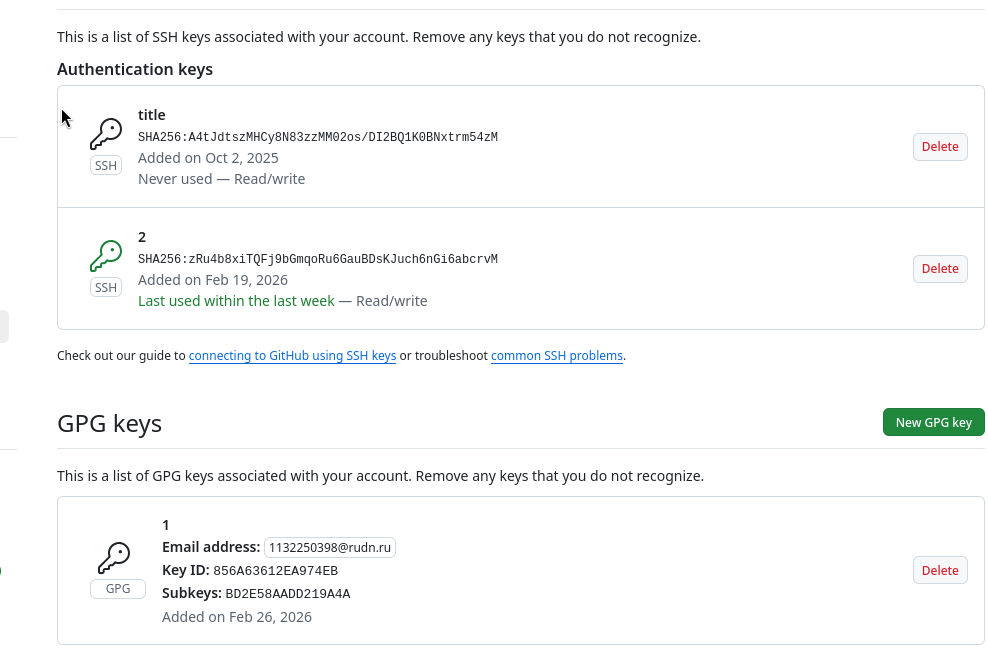 This is a list of SSH keys associated with your account. Remove any keys that you do not recognize.
Authentication keys
title
SHA256:A4tJdtszMHCy8N83zzMM02os/DI2BQ1K0BNxtrm54zM
SSH
Added on Oct 2, 2025
Never used — Read/write
Delete
2
SHA256:zRu4b8xiTQFj9bGmqoRu6GauBDsKJuch6nGi6abcrvM
SSH
Added on Feb 19, 2026
Last used within the last week — Read/write
Delete
Check out our guide to connecting to GitHub using SSH keys or troubleshoot common SSH problems.
GPG keys
New GPG key
This is a list of GPG keys associated with your account. Remove any keys that you do not recognize.
1
Email address: 1132250398@rudn.ru
Key ID: 856A63612EA974EB
GPG
Subkeys: BD2E58AADD219A4A
Added on Feb 26, 2026
Delete